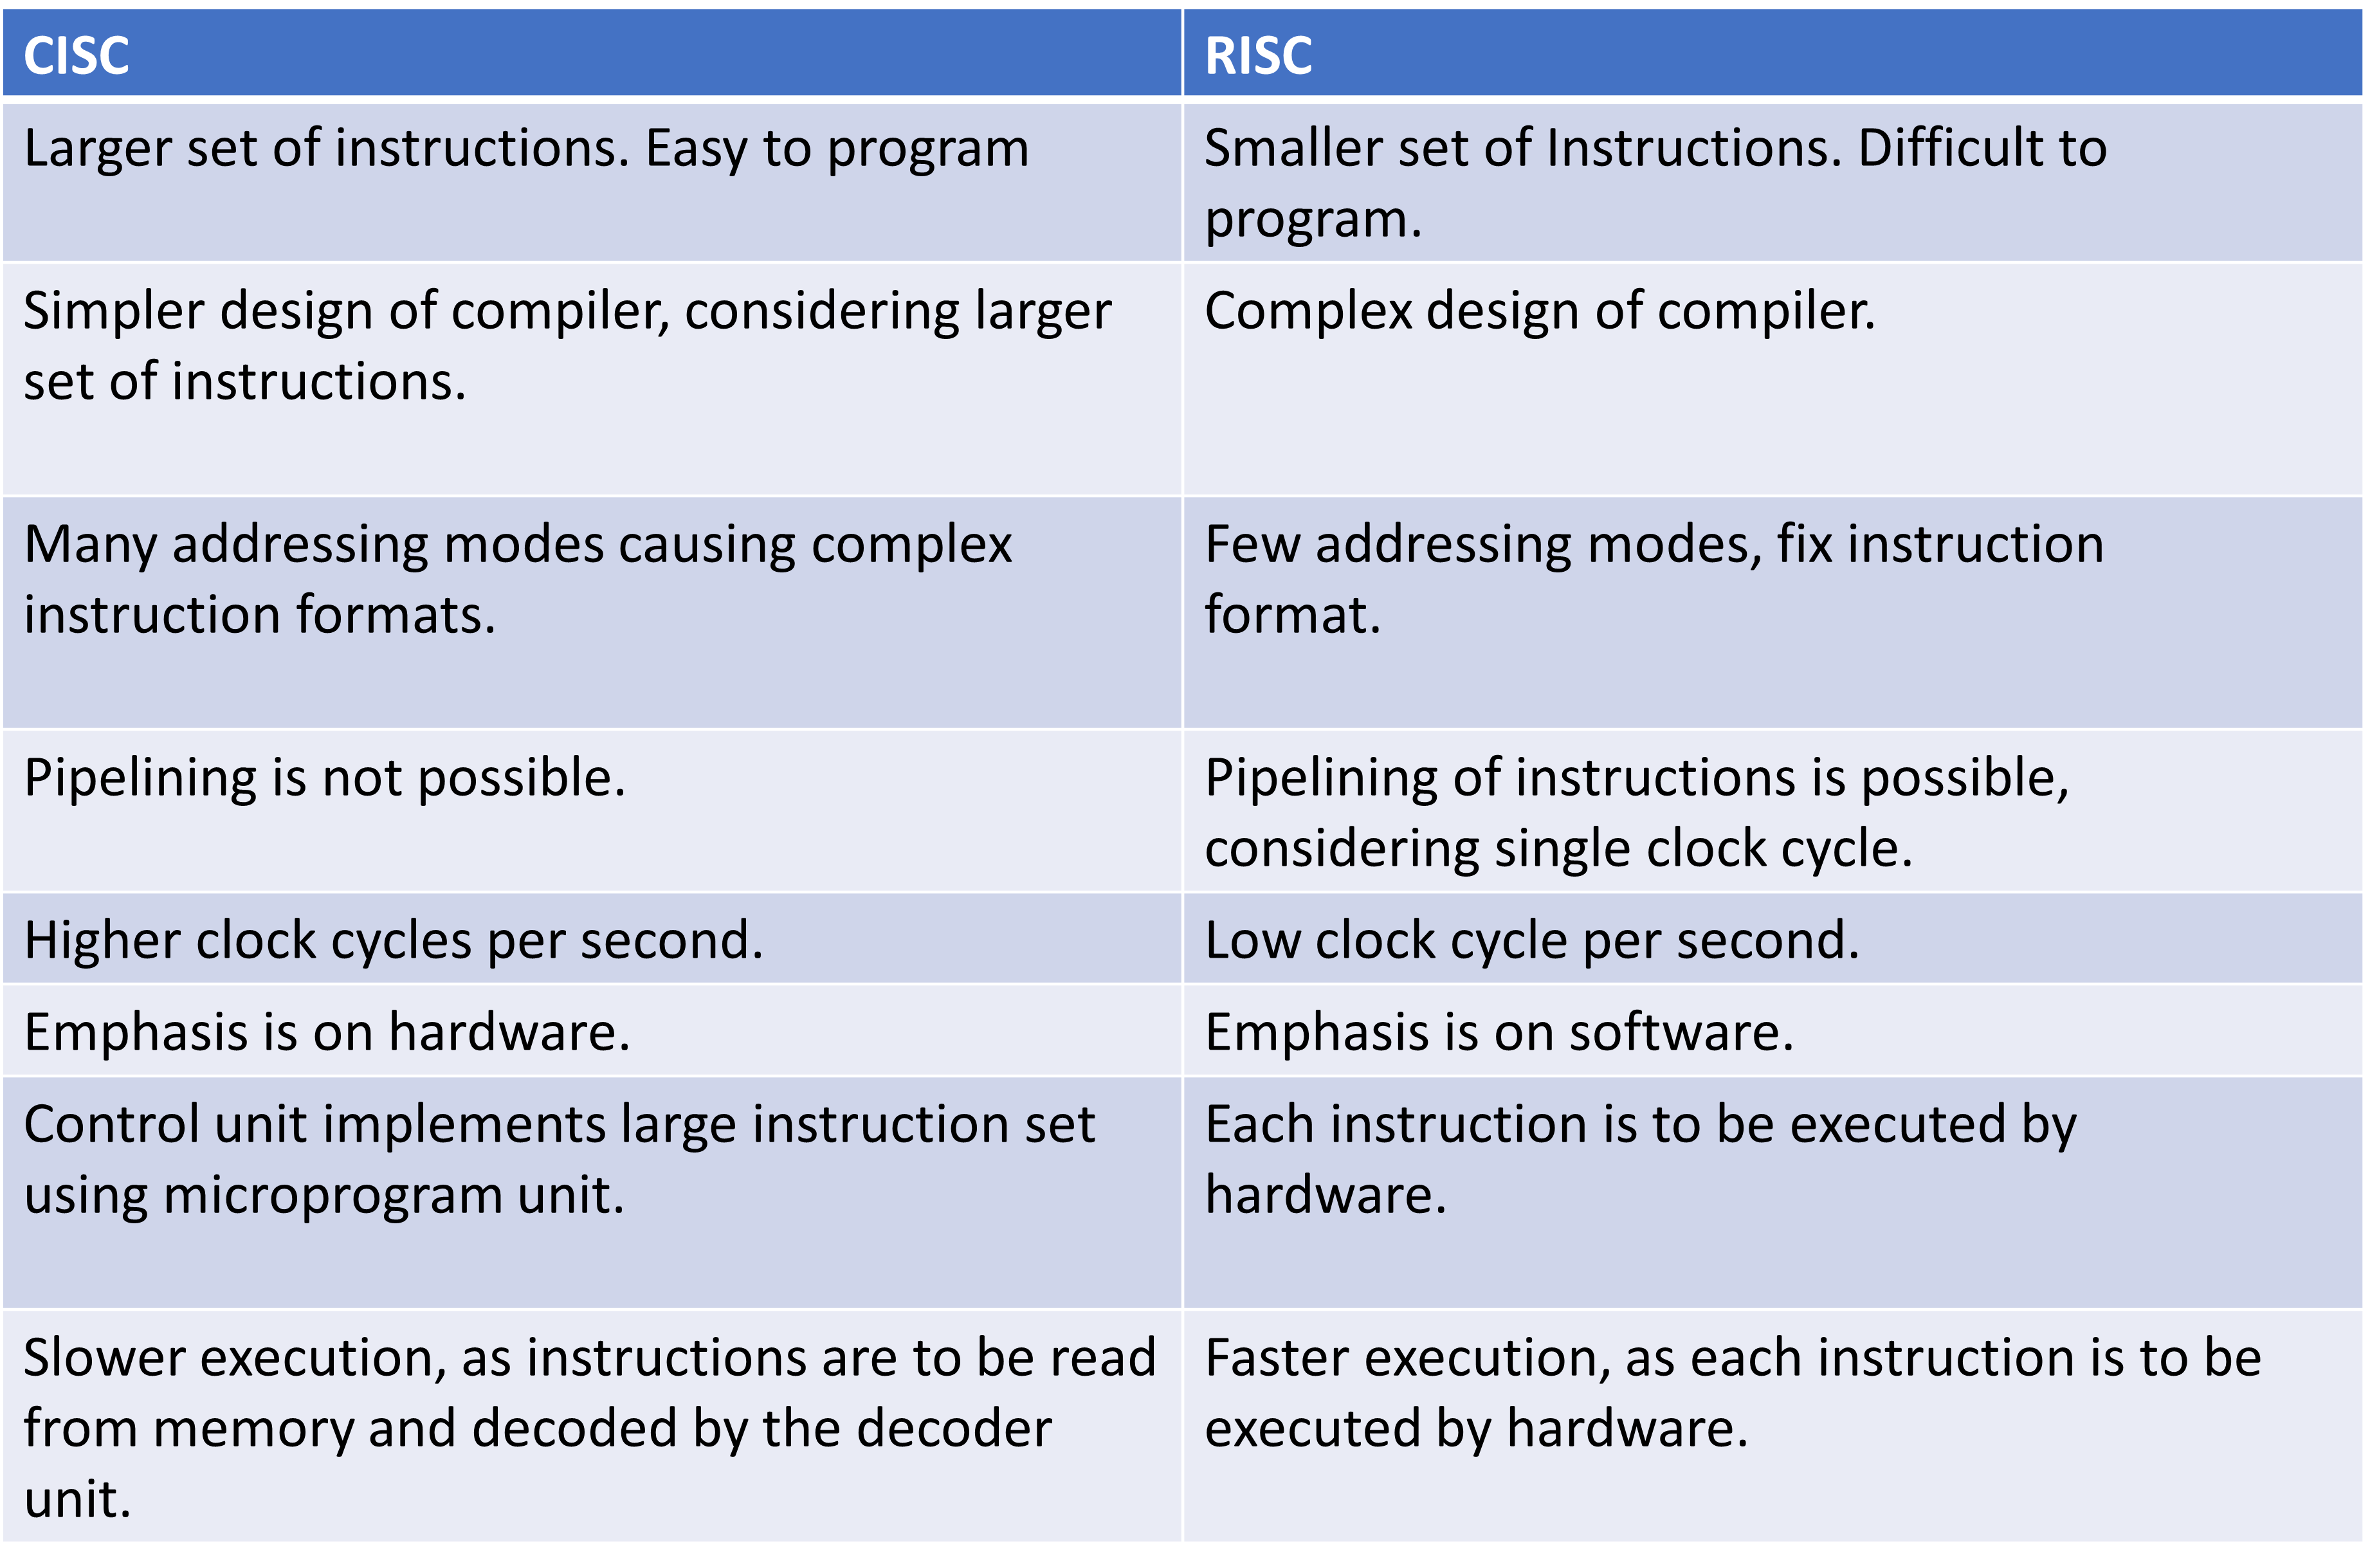 CISC
RISC
Larger set of instructions. Easy to program
Smaller set of Instructions. Difficult to
program.
Simpler design of compiler, considering larger
set of instructions.
Complex design of compiler.
Many addressing modes causing complex
instruction formats.
Few addressing modes, fix instruction
format.
Pipelining is not possible.
Pipelining of instructions is possible,
considering single clock cycle.
Higher clock cycles per second.
Low clock cycle per second.
Emphasis is on hardware.
Emphasis is on software.
Control unit implements large instruction set
using microprogram unit.
Each instruction is to be executed by
hardware.
Slower execution, as instructions are to be read
from memory and decoded by the decoder
unit.
Faster execution, as each instruction is to be
executed by hardware.